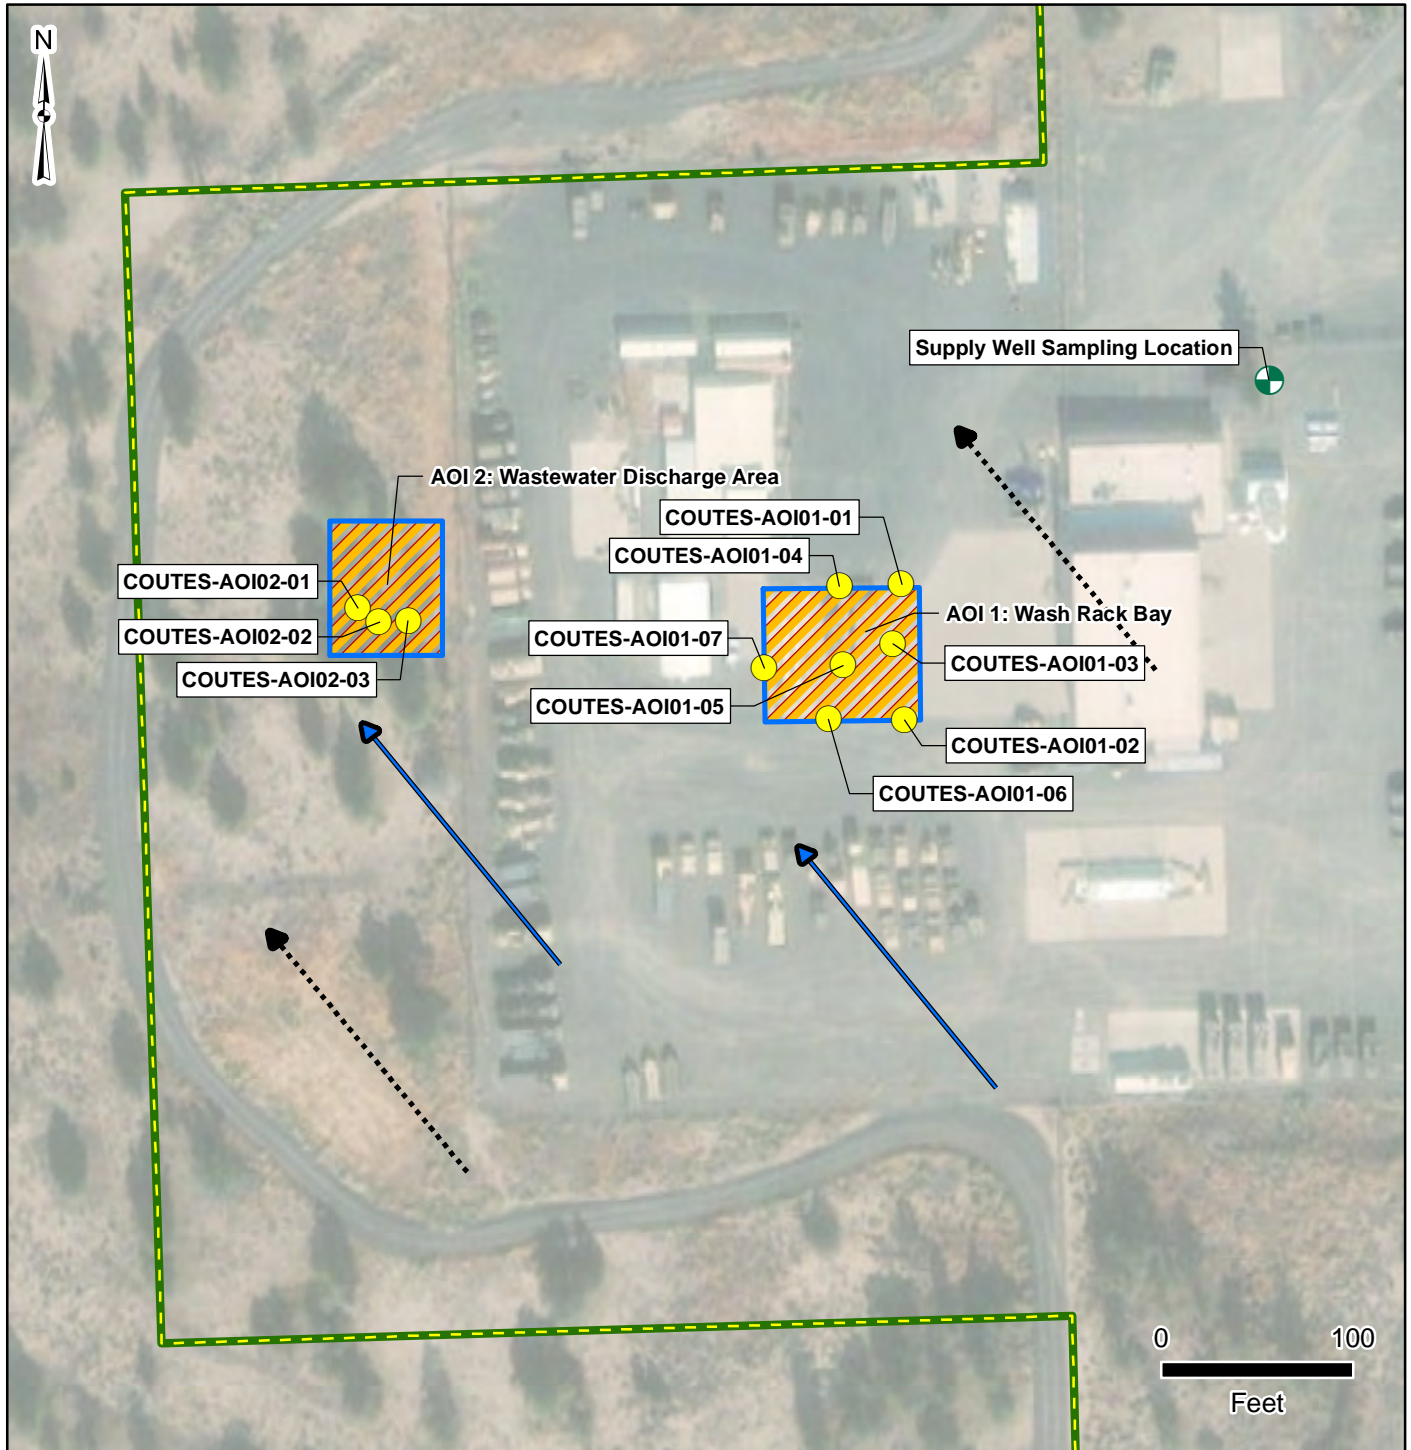 N
Supply Well Sampling Location
AOI 2: Wastewater Discharge Area
COUTES-AOI01-01
COUTES-AOI01-04
COUTES-AOI02-01
AOI 1: Wash Rack Bay
COUTES-AOI02-02
COUTES-AOI01-07
COUTES-AOI01-03
COUTES-AOI02-03
COUTES-AOI01-05
COUTES-AOI01-02
COUTES-AOI01-06
0 100
Feet